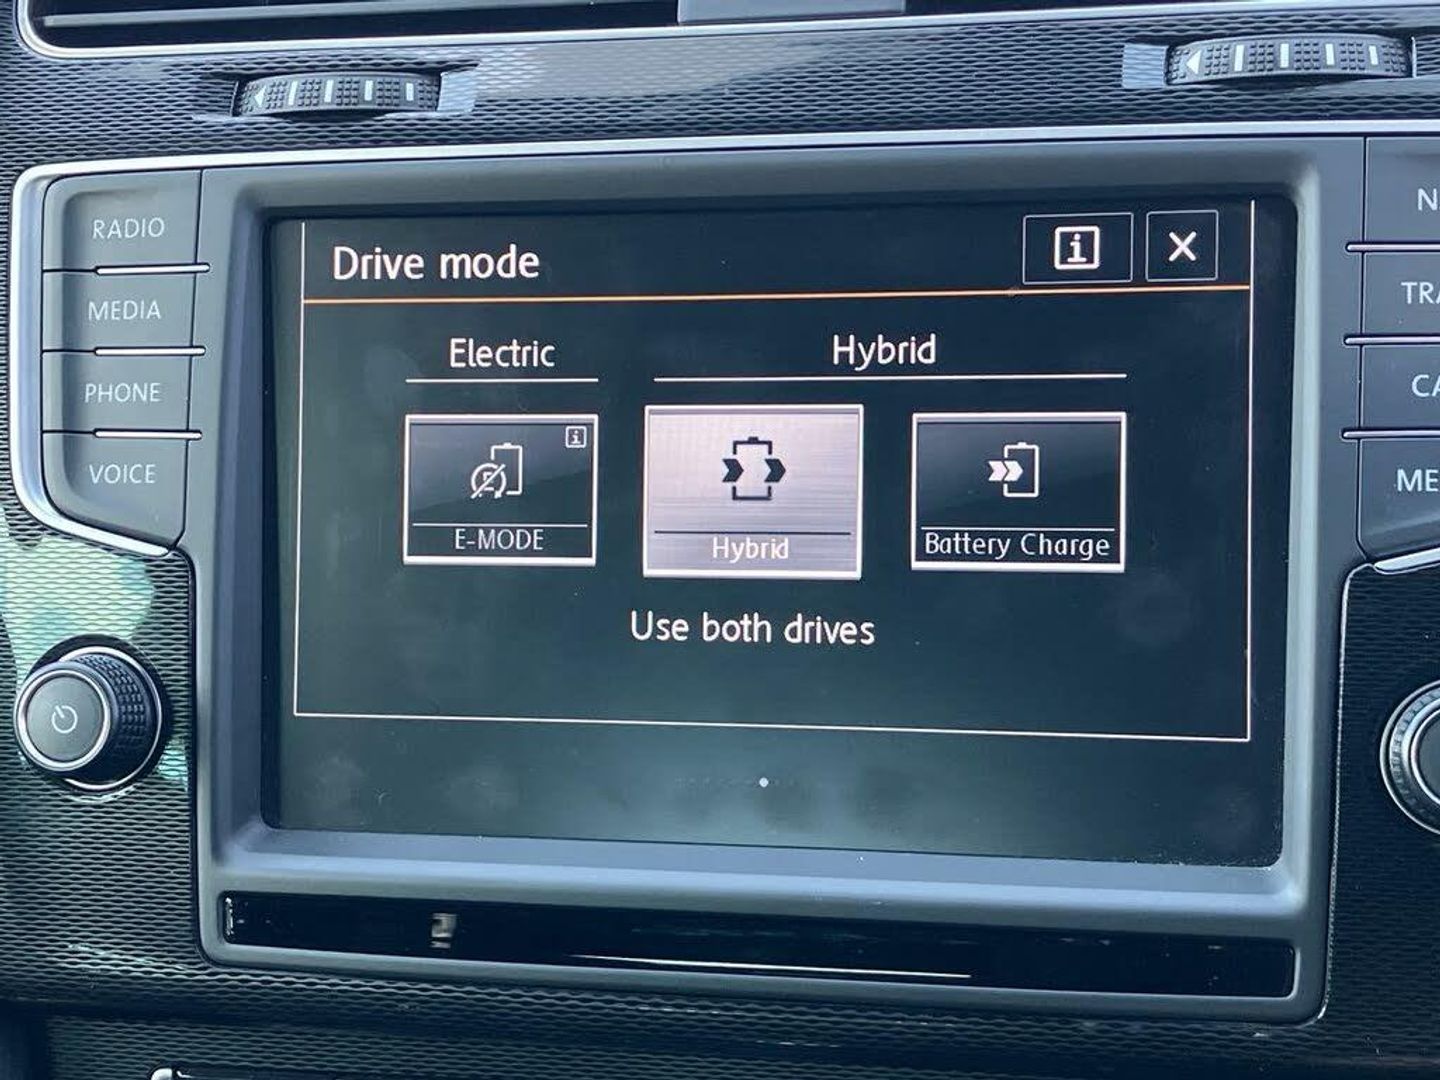 RADIO
MEDIA
PHONE
VOICE
Drive mode
Electric
Hybrid
E-MODE
Hybrid
Battery Charge
Use both drives